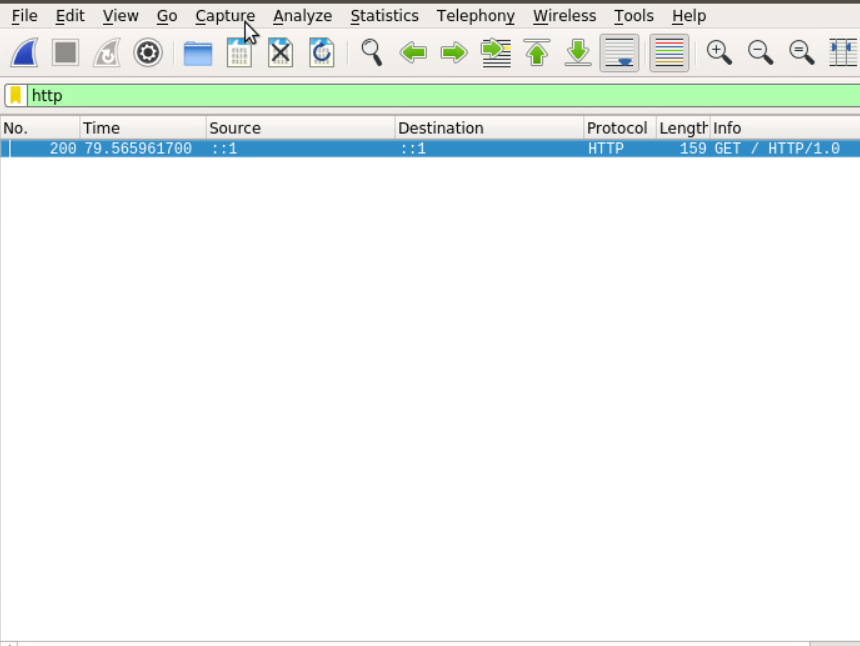 File Edit View Go Capture Analyze Statistics Telephony Wireless Tools Help
http
No. Time Source Destination Protocol Length Info
200 79.565961700 ::1 ::1 HTTP 159 GET / HTTP/1.0